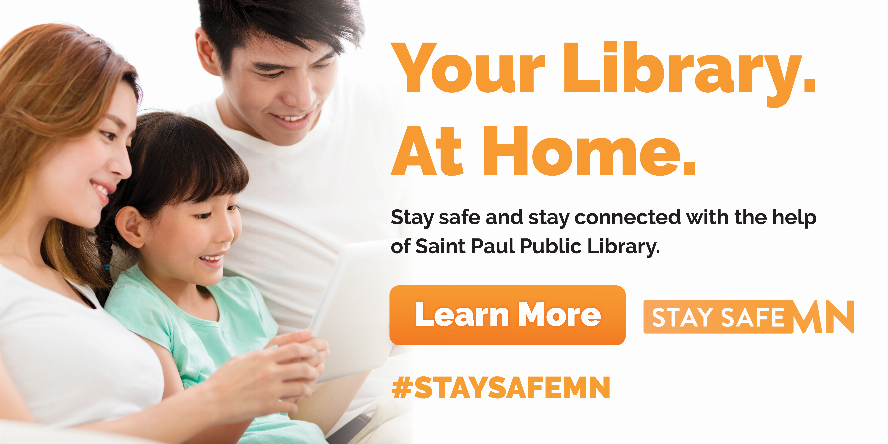 Your Library.
At Home.
Stay safe and stay connected with the help
of Saint Paul Public Library.
Learn More
STAY SAFE MN
#STAYSAFEMN